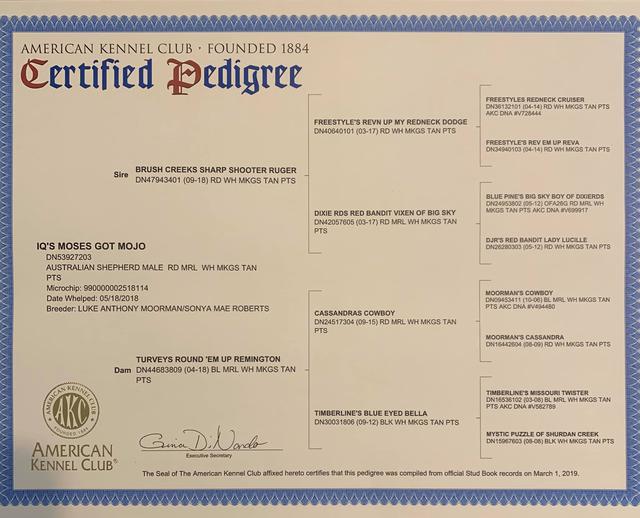 AMERICAN KENNEL CLUB • FOUNDED 1884
Certified Pedigree
FREESTYLES REDNECK CRUISER
DN36132101 (04-14) RD WH MKGS TAN PTS
AKC DNA #V728444
FREESTYLE'S REVN UP MY REDNECK DODGE
DN40640101 (03-17) RD WH MKGS TAN PTS
FREESTYLE'S REV EM UP REVA
DN34940103 (04-14) RD WH MKGS TAN PTS
Sire BRUSH CREEKS SHARP SHOOTER RUGER
DN47943401 (09-18) RD WH MKGS TAN PTS
BLUE PINE'S BIG SKY BOY OF DIXIERDS
DN24953802 (05-12) OFA26G RD MRL WH
MKGS TAN PTS AKC DNA #V699917
DIXIE RDS RED BANDIT VIXEN OF BIG SKY
DN42057605 (03-17) RD MRL WH MKGS TAN
PTS
DJR'S RED BANDIT LADY LUCILLE
DN26280303 (05-12) RD WH MKGS TAN PTS
IQ'S MOSES GOT MOJO
DN53927203
AUSTRALIAN SHEPHERD MALE RD MRL WH MKGS TAN
PTS
Microchip: 990000002518114
Date Whelped: 05/18/2018
Breeder: LUKE ANTHONY MOORMAN/SONYA MAE ROBERTS
MOORMAN'S COWBOY
DN09453411 (10-06) BL MRL WH MKGS TAN
PTS AKC DNA #V494480
CASSANDRAS COWBOY
DN24517304 (09-15) RD MRL WH MKGS TAN
PTS
MOORMAN'S CASSANDRA
DN16442604 (08-09) RD WH MKGS TAN PTS
Dam TURVEYS ROUND 'EM UP REMINGTON
DN44683809 (04-18) BL MRL WH MKGS TAN
PTS
TIMBERLINE'S MISSOURI TWISTER
DN16536102 (03-08) BL MRL WH MKGS TAN
PTS AKC DNA #V582789
TIMBERLINE'S BLUE EYED BELLA
DN30031806 (09-12) BLK WH MKGS TAN PTS
MYSTIC PUZZLE OF SHURDAN CREEK
DN15967603 (08-08) BLK WH MKGS TAN PTS
AMERICAN KENNEL CLUB
AKC
FOUNDED 1884
AMERICAN
KENNEL CLUB®
Gina DiNardo
Executive Secretary
The Seal of The American Kennel Club affixed hereto certifies that this pedigree was compiled from official Stud Book records on March 1, 2019.